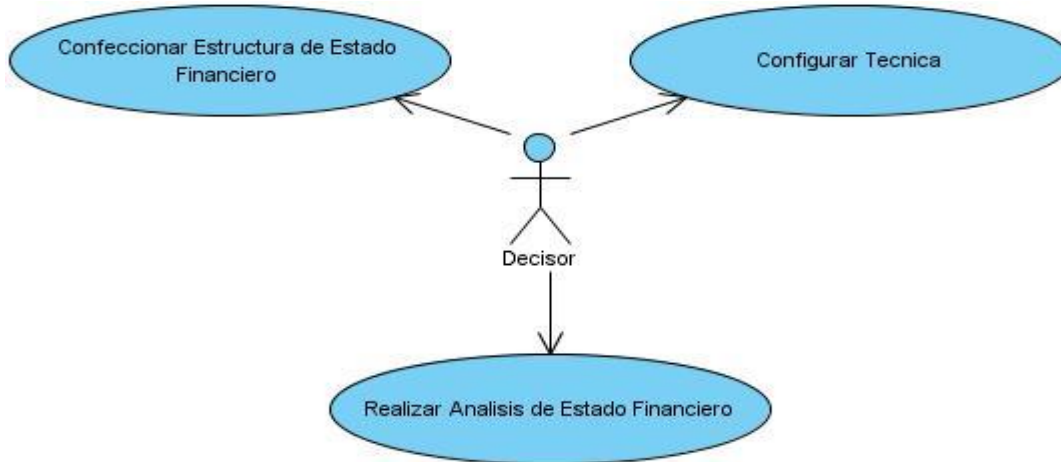 Confeccionar Estructura de Estado
Financiero
Configurar Tecnica
Decisor
Realizar Analisis de Estado Financiero